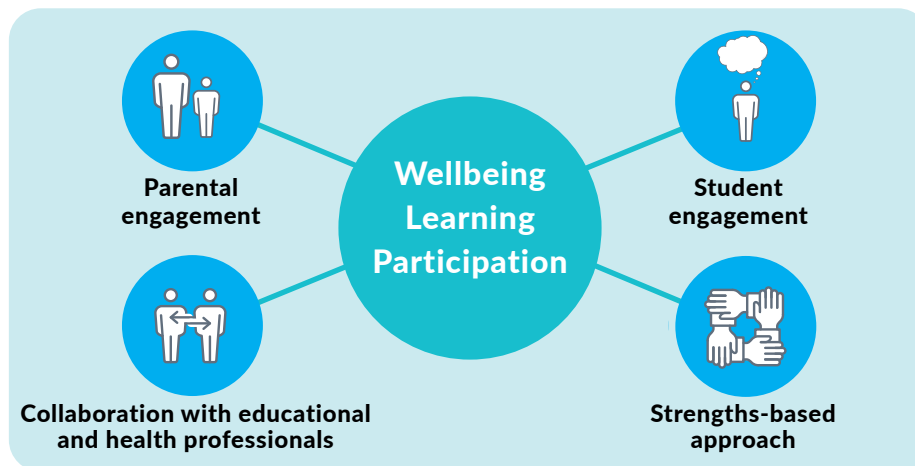 Parental
engagement
Wellbeing
Learning
Participation
Student
engagement
Collaboration with educational
and health professionals
Strengths-based
approach